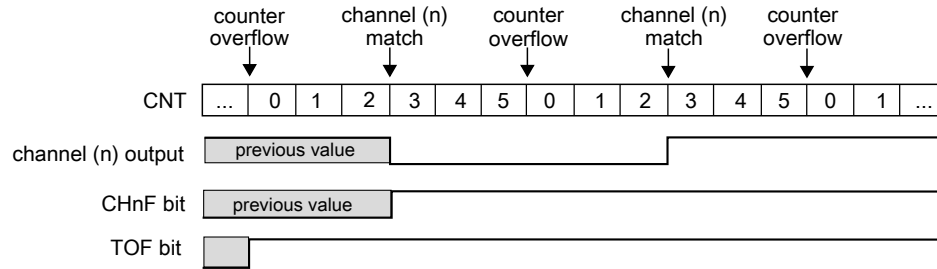 counter
overflow
channel (n)
match
counter
overflow
channel (n)
match
counter
overflow
CNT ... 0 1 2 3 4 5 0 1 2 3 4 5 0 1 ...
channel (n) output previous value
CHnF bit previous value
TOF bit